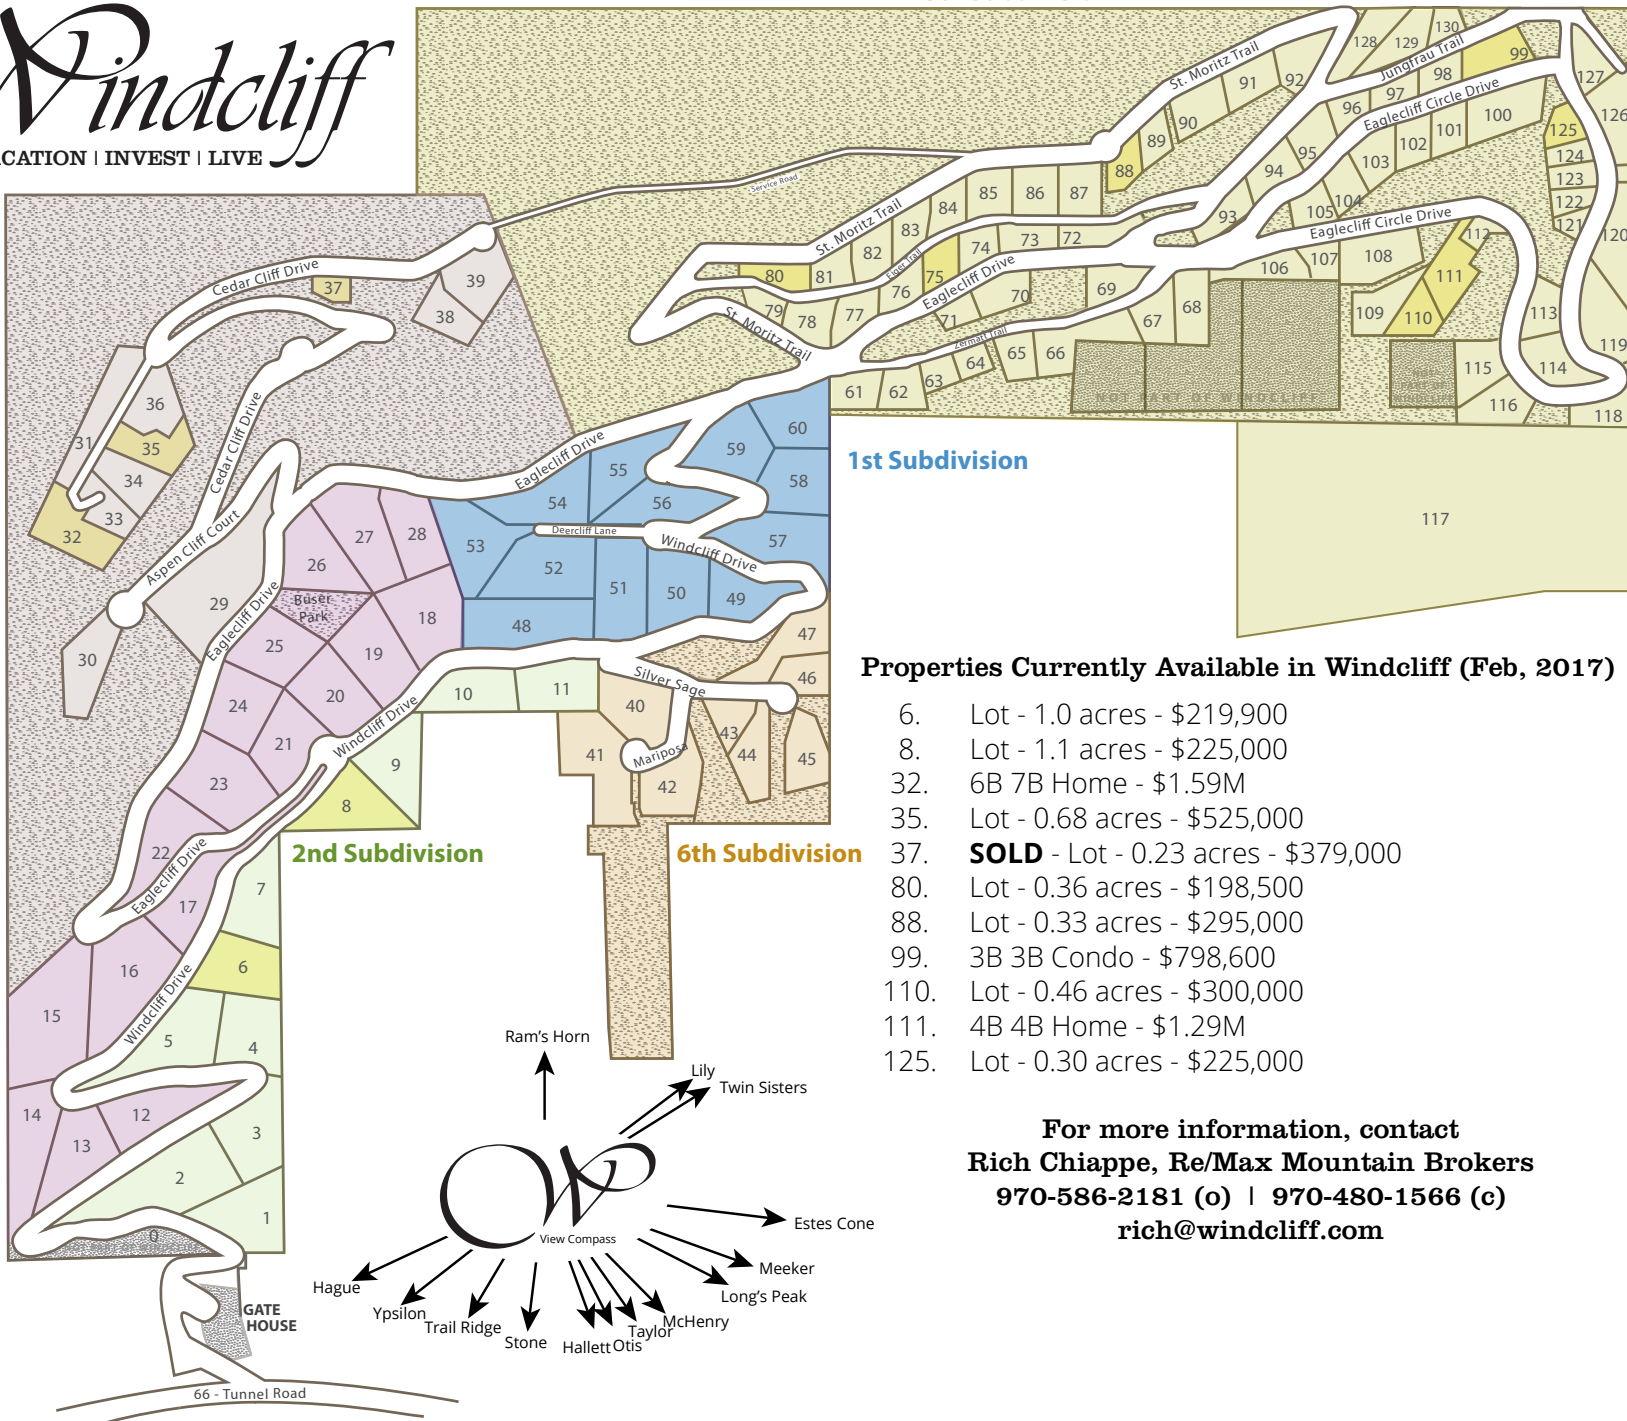 Windcliff
CATION | INVEST | LIVE
St. Moritz Trail
Jungfrau Trail
Eaglecliff Circle Drive
Service Road
St. Moritz Trail
Eiger Trail
Eaglecliff Drive
Eaglecliff Circle Drive
St. Moritz Trail
Zermatt Trail
Cedar Cliff Drive
Cedar Cliff Drive
Aspen Cliff Court
Eaglecliff Drive
Eaglecliff Drive
Deercliff Lane
Windcliff Drive
Buser
Park
Silver Sage
Mariposa
Windcliff Drive
Eaglecliff Drive
Windcliff Drive
NOT PART OF WINDCLIFF
NOT
PART OF
WINDCLIFF
128 129 130 99 127 126
91 92 98 97 96 100
90 89 88 95 94 101 102 103 125 124 123 122 121 120
85 86 87 84 83 82 81 80 93 104 105 112
74 73 72 75 76 77 78 79 71 70 69 68 67 106 107 108 111 110 109 113
61 62 63 64 65 66 115 114 116 119 118
117
39 38 37 36 35 34 33 32 31 30 29
60 59 58 57 56 55 54 53 52 51 50 49 48
28 27 26 25 24 23 22 21 20 19 18 17 16 15 14 13 12
47 46 45 44 43 42 41 40
11 10 9 8 7 6 5 4 3 2 1 0
1st Subdivision
2nd Subdivision
6th Subdivision
Properties Currently Available in Windcliff (Feb, 2017)
6. Lot - 1.0 acres - $219,900
8. Lot - 1.1 acres - $225,000
32. 6B 7B Home - $1.59M
35. Lot - 0.68 acres - $525,000
37. SOLD - Lot - 0.23 acres - $379,000
80. Lot - 0.36 acres - $198,500
88. Lot - 0.33 acres - $295,000
99. 3B 3B Condo - $798,600
110. Lot - 0.46 acres - $300,000
111. 4B 4B Home - $1.29M
125. Lot - 0.30 acres - $225,000
For more information, contact
Rich Chiappe, Re/Max Mountain Brokers
970-586-2181 (o) | 970-480-1566 (c)
rich@windcliff.com
Ram's Horn
Lily
Twin Sisters
Estes Cone
Meeker
Long's Peak
McHenry
Taylor
Otis
Hallett
Stone
Trail Ridge
Ypsilon
Hague
View Compass
GATE
HOUSE
66 - Tunnel Road